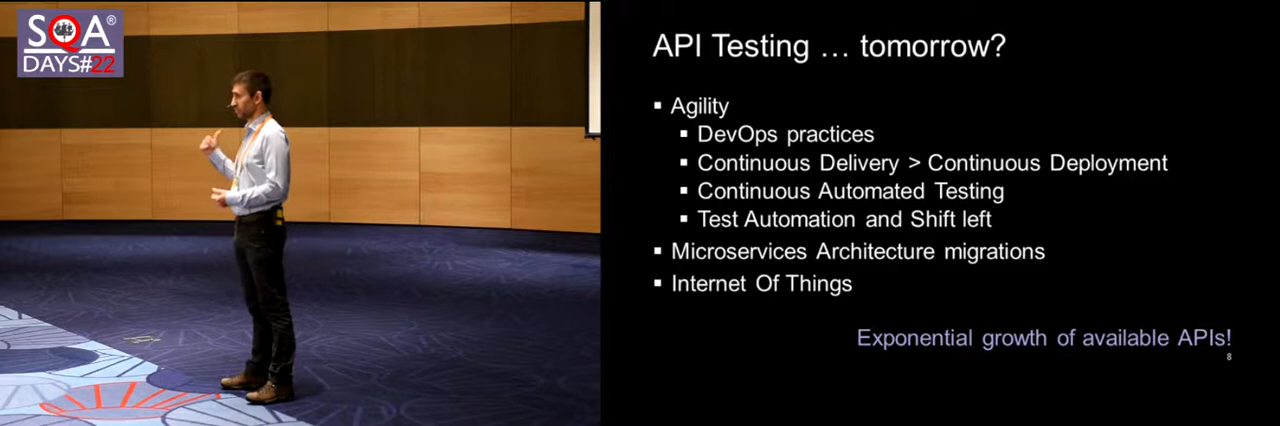 SQA®
DAYS#22
API Testing … tomorrow?
▪ Agility
▪ DevOps practices
▪ Continuous Delivery > Continuous Deployment
▪ Continuous Automated Testing
▪ Test Automation and Shift left
▪ Microservices Architecture migrations
▪ Internet Of Things
Exponential growth of available APIs!
8